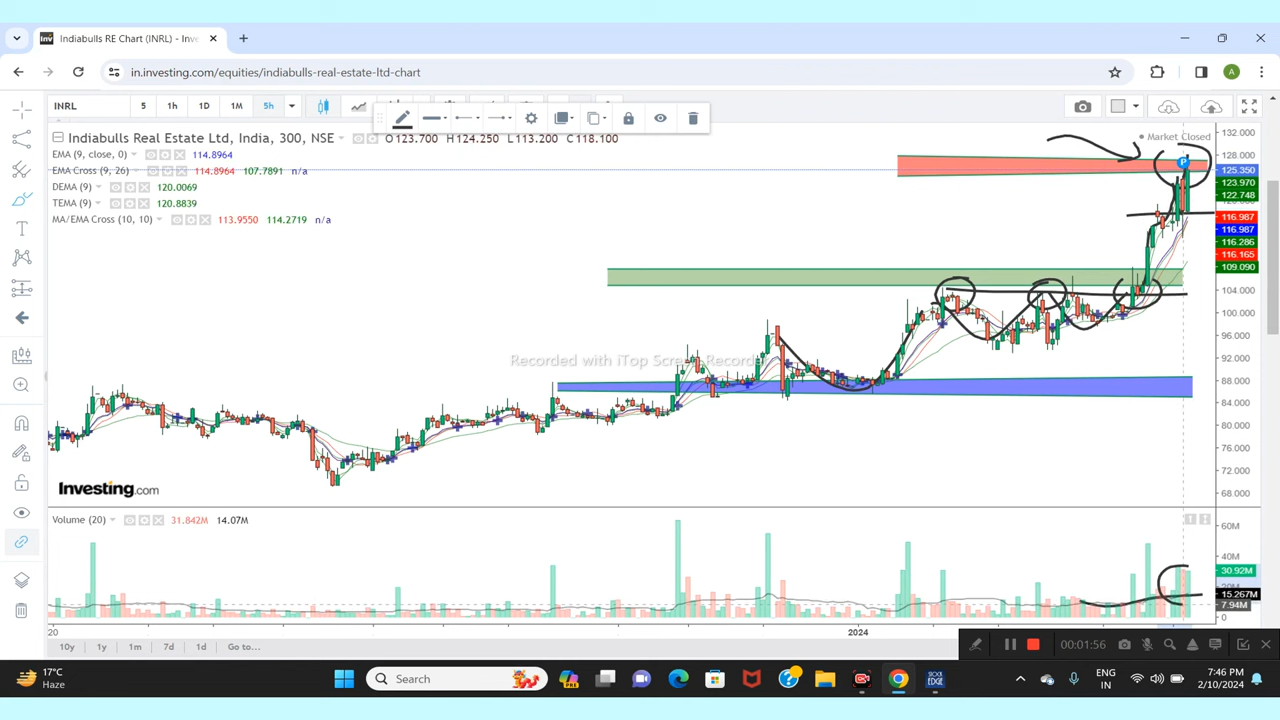 Indiabulls RE Chart (INRL) - Inve
in.investing.com/equities/indiabulls-real-estate-ltd-chart
A
INRL 5 1h 1D 1M 5h
Indiabulls Real Estate Ltd, India, 300, NSE O123.700 H124.250 L113.200 C118.100
Market Closed
EMA (9, close, 0) 114.8964
EMA Cross (9, 26) 114.8964 107.7891 n/a
DEMA (9) 120.0069
TEMA (9) 120.8839
MA/EMA Cross (10, 10) 113.9550 114.2719 n/a
P
132.000
128.000
125.350
123.970
122.748
116.987
116.987
116.286
116.165
109.090
104.000
100.000
96.000
92.000
88.000
84.000
80.000
76.000
72.000
68.000
Recorded with iTop Screen Recorder
Investing.com
Volume (20) 31.842M 14.07M
60M
40M
30.92M
15.267M
7.94M
0
20 2024
10y 1y 1m 7d 1d Go to...
00:01:56
17°C
Haze
Search
ENG
IN
7:46 PM
2/10/2024